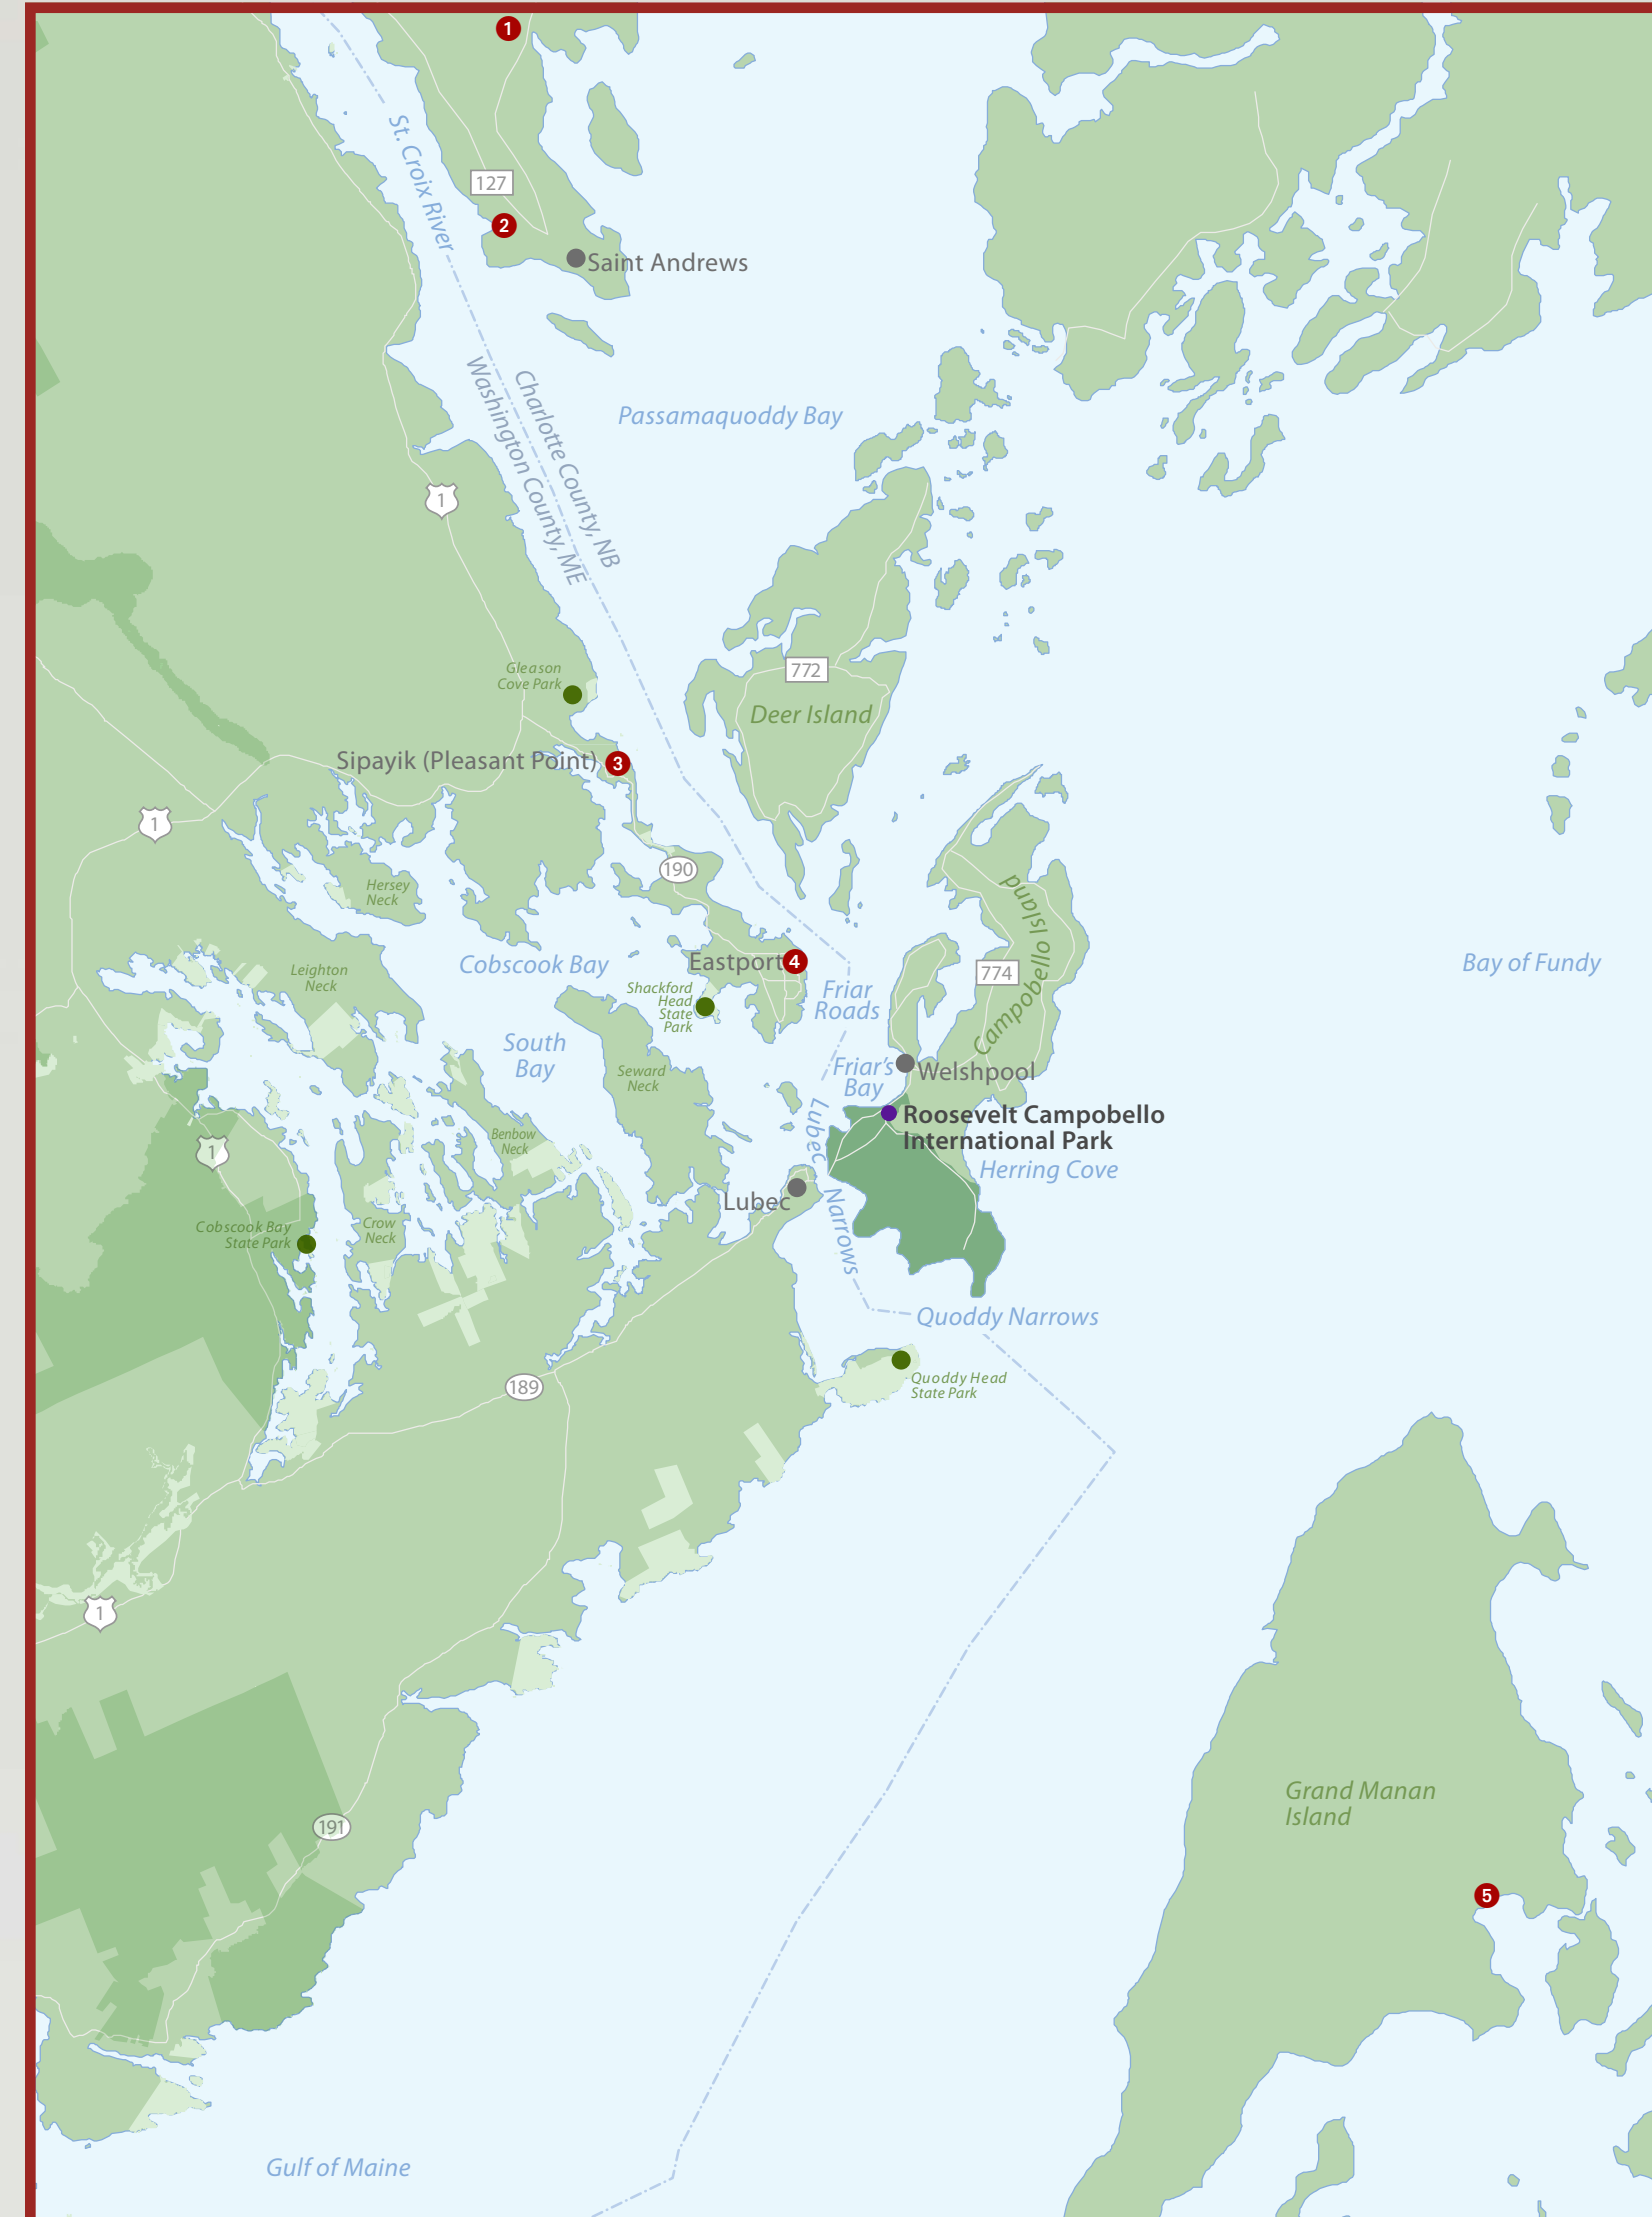 1
St. Croix River
127
2
Saint Andrews
Charlotte County, NB
Washington County, ME
Passamaquoddy Bay
1
Gleason
Cove Park
772
Deer Island
Sipayik (Pleasant Point)
3
1
190
Hersey
Neck
Campobello Island
Leighton
Neck
Cobscook Bay
Eastport
4
774
Bay of Fundy
Shackford
Head
State
Park
Friar
Roads
South
Bay
Seward
Neck
Friar's
Bay
Welshpool
Lubec
Narrows
Roosevelt Campobello
International Park
Benbow
Neck
1
Herring Cove
Lubec
Cobscook Bay
State Park
Crow
Neck
Quoddy Narrows
Quoddy Head
State Park
189
1
Grand Manan
Island
191
5
Gulf of Maine